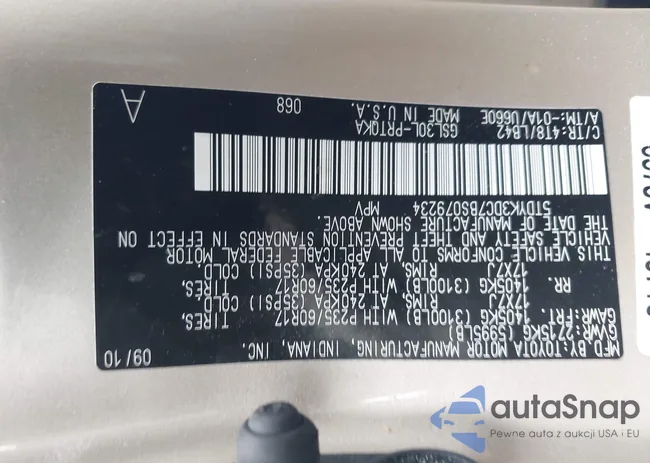 MFD. BY: TOYOTA MOTOR MANUFACTURING, INDIANA, INC. 09/10
GVWR: 2715KG (5995LB)
GAWR: FRT. 1405KG (3100LB) WITH P235/60R17 TIRES,
17X7J RIMS, AT 240KPA (35PSI) COLD
RR. 1405KG (3100LB) WITH P235/60R17 TIRES,
17X7J RIMS, AT 240KPA (35PSI) COLD.
THIS VEHICLE CONFORMS TO ALL APPLICABLE FEDERAL MOTOR
VEHICLE SAFETY AND THEFT PREVENTION STANDARDS IN EFFECT ON
THE DATE OF MANUFACTURE SHOWN ABOVE.
5TDYK3DC7BS079234 MPV
C/TR: 4T8/LB42 GSL30L-PRTQKA 068 A
A/TM: -01A/U660E MADE IN U.S.A.
autaSnap
Pewne auta z aukcji USA i EU